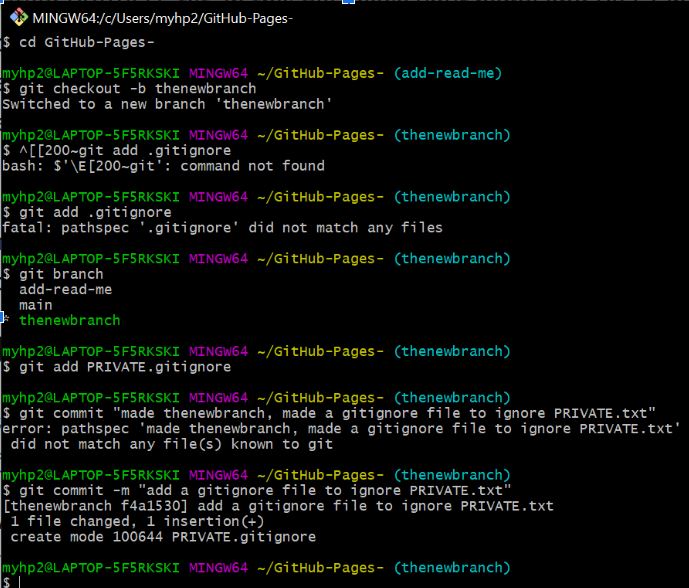 MINGW64:/c/Users/myhp2/GitHub-Pages-
$ cd GitHub-Pages-
myhp2@LAPTOP-5F5RKSKI MINGW64 ~/GitHub-Pages- (add-read-me)
$ git checkout -b thenewbranch
Switched to a new branch 'thenewbranch'
myhp2@LAPTOP-5F5RKSKI MINGW64 ~/GitHub-Pages- (thenewbranch)
$ ^[[200~git add .gitignore
bash: $'\E[200~git': command not found
myhp2@LAPTOP-5F5RKSKI MINGW64 ~/GitHub-Pages- (thenewbranch)
$ git add .gitignore
fatal: pathspec '.gitignore' did not match any files
myhp2@LAPTOP-5F5RKSKI MINGW64 ~/GitHub-Pages- (thenewbranch)
$ git branch
add-read-me
main
* thenewbranch
myhp2@LAPTOP-5F5RKSKI MINGW64 ~/GitHub-Pages- (thenewbranch)
$ git add PRIVATE.gitignore
myhp2@LAPTOP-5F5RKSKI MINGW64 ~/GitHub-Pages- (thenewbranch)
$ git commit "made thenewbranch, made a gitignore file to ignore PRIVATE.txt"
error: pathspec 'made thenewbranch, made a gitignore file to ignore PRIVATE.txt'
did not match any file(s) known to git
myhp2@LAPTOP-5F5RKSKI MINGW64 ~/GitHub-Pages- (thenewbranch)
$ git commit -m "add a gitignore file to ignore PRIVATE.txt"
[thenewbranch f4a1530] add a gitignore file to ignore PRIVATE.txt
1 file changed, 1 insertion(+)
create mode 100644 PRIVATE.gitignore
myhp2@LAPTOP-5F5RKSKI MINGW64 ~/GitHub-Pages- (thenewbranch)
$